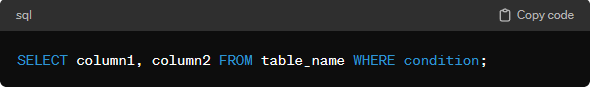 sql Copy code
SELECT column1, column2 FROM table_name WHERE condition;